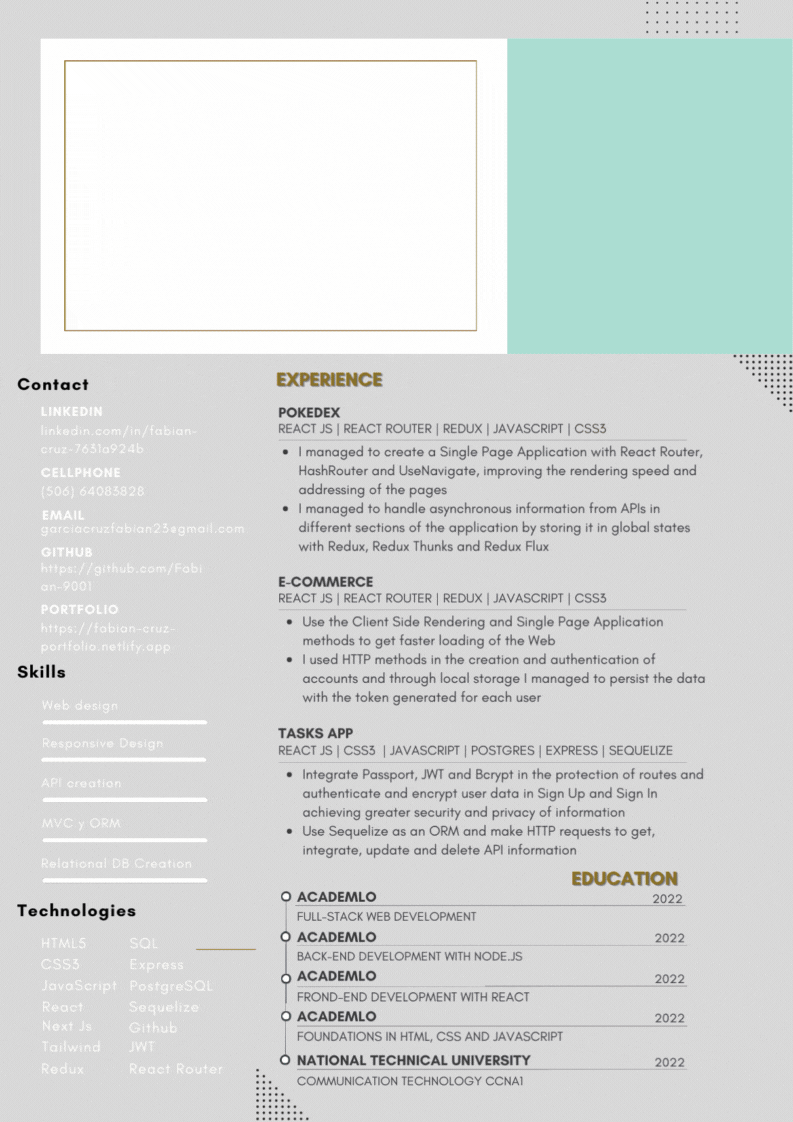 Contact
LINKEDIN
linkedin.com/in/fabian-
cruz-7631a924b
CELLPHONE
(506) 64083828
EMAIL
garciacruzfabian23@gmail.com
GITHUB
https://github.com/Fabi
an-9001
PORTFOLIO
https://fabian-cruz-
portfolio.netlify.app
Skills
Web design
Responsive Design
API creation
MVC y ORM
Relational DB Creation
Technologies
HTML5 SQL
CSS3 Express
JavaScript PostgreSQL
React Sequelize
Next Js Github
Tailwind JWT
Redux React Router
EXPERIENCE
POKEDEX
REACT JS | REACT ROUTER | REDUX | JAVASCRIPT | CSS3
• I managed to create a Single Page Application with React Router,
HashRouter and UseNavigate, improving the rendering speed and
addressing of the pages
• I managed to handle asynchronous information from APIs in
different sections of the application by storing it in global states
with Redux, Redux Thunks and Redux Flux
E-COMMERCE
REACT JS | REACT ROUTER | REDUX | JAVASCRIPT | CSS3
• Use the Client Side Rendering and Single Page Application
methods to get faster loading of the Web
• I used HTTP methods in the creation and authentication of
accounts and through local storage I managed to persist the data
with the token generated for each user
TASKS APP
REACT JS | CSS3 | JAVASCRIPT | POSTGRES | EXPRESS | SEQUELIZE
• Integrate Passport, JWT and Bcrypt in the protection of routes and
authenticate and encrypt user data in Sign Up and Sign In
achieving greater security and privacy of information
• Use Sequelize as an ORM and make HTTP requests to get,
integrate, update and delete API information
EDUCATION
ACADEMLO 2022
FULL-STACK WEB DEVELOPMENT
ACADEMLO 2022
BACK-END DEVELOPMENT WITH NODE.JS
ACADEMLO 2022
FROND-END DEVELOPMENT WITH REACT
ACADEMLO 2022
FOUNDATIONS IN HTML, CSS AND JAVASCRIPT
NATIONAL TECHNICAL UNIVERSITY 2022
COMMUNICATION TECHNOLOGY CCNA1